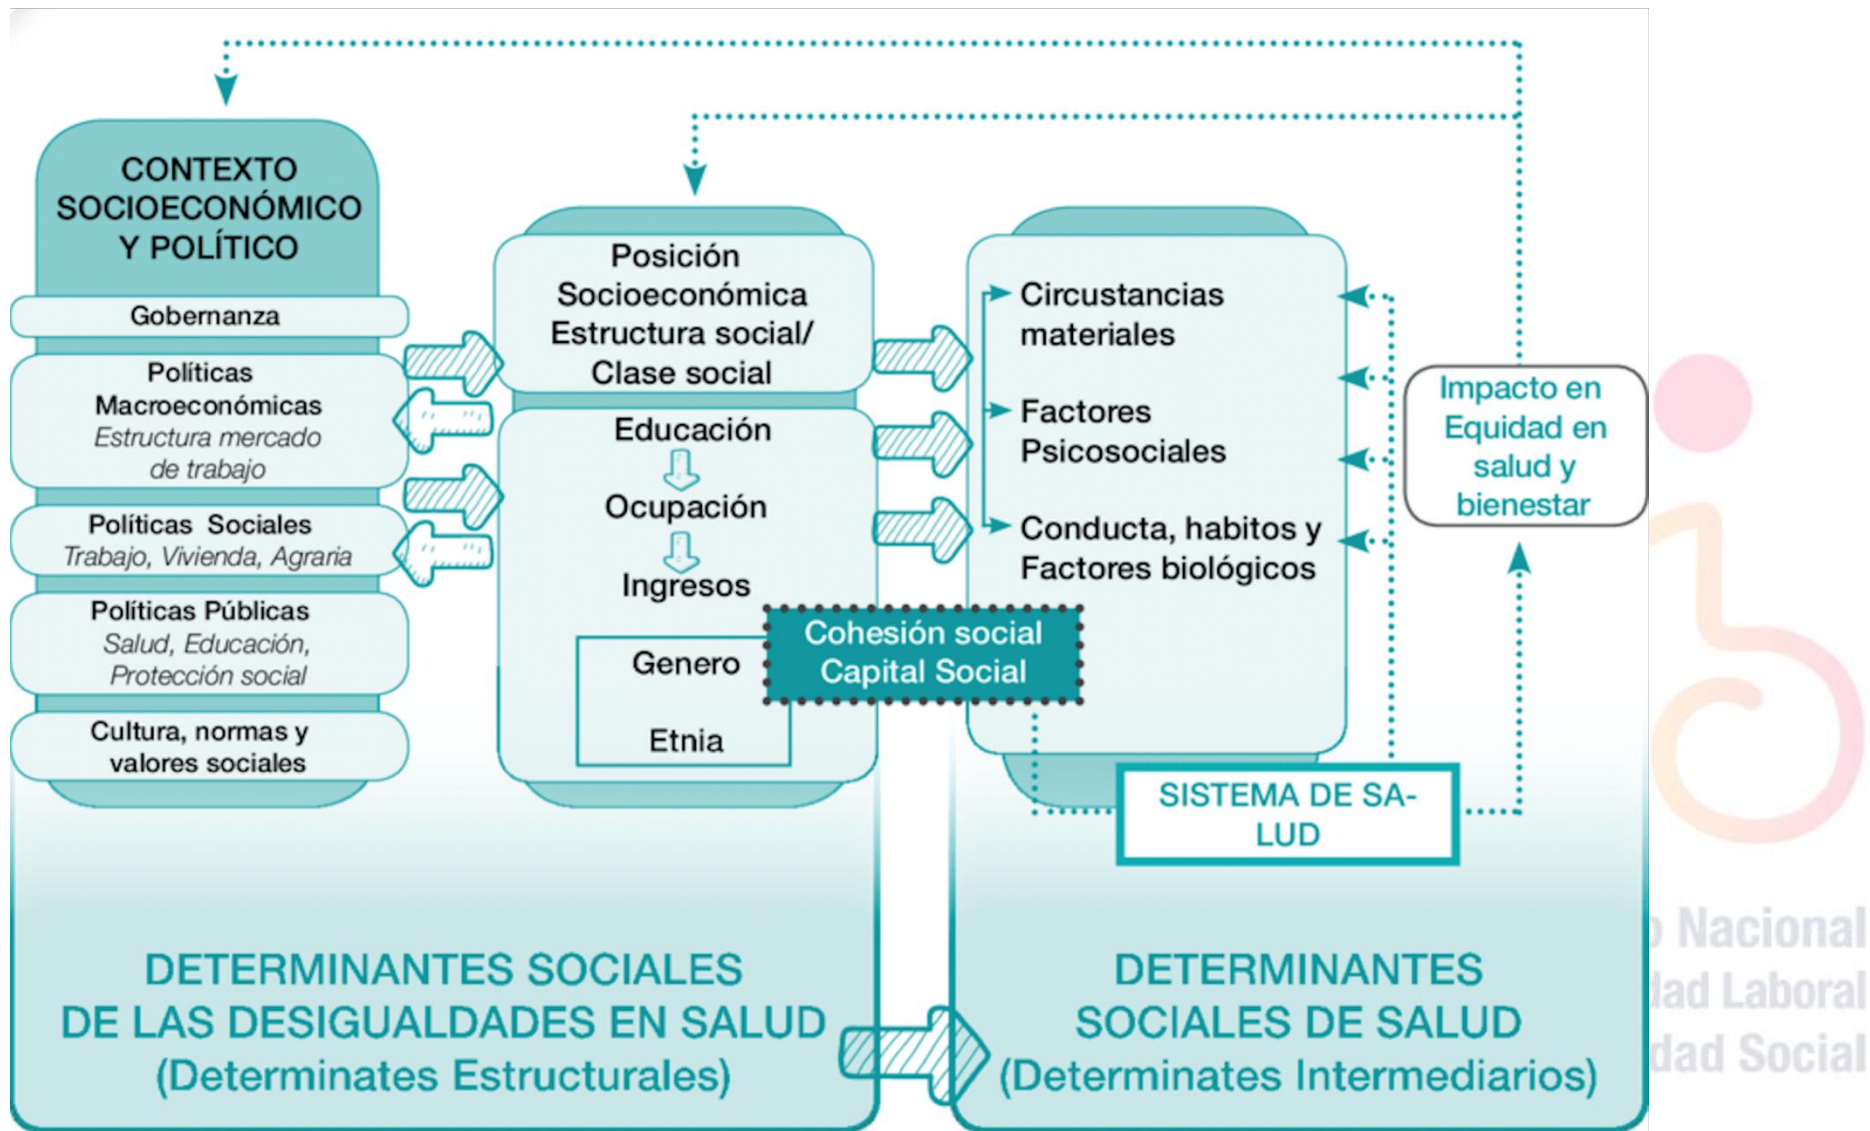 CONTEXTO
SOCIOECONÓMICO
Y POLÍTICO
Gobernanza
Políticas
Macroeconómicas
Estructura mercado
de trabajo
Políticas Sociales
Trabajo, Vivienda, Agraria
Políticas Públicas
Salud, Educación,
Protección social
Cultura, normas y
valores sociales
Posición
Socioeconómica
Estructura social/
Clase social
Educación
Ocupación
Ingresos
Genero
Etnia
Cohesión social
Capital Social
Circustancias
materiales
Factores
Psicosociales
Conducta, habitos y
Factores biológicos
SISTEMA DE SA-
LUD
Impacto en
Equidad en
salud y
bienestar
DETERMINANTES SOCIALES
DE LAS DESIGUALDADES EN SALUD
(Determinates Estructurales)
DETERMINANTES
SOCIALES DE SALUD
(Determinates Intermediarios)
Nacional
dad Laboral
dad Social